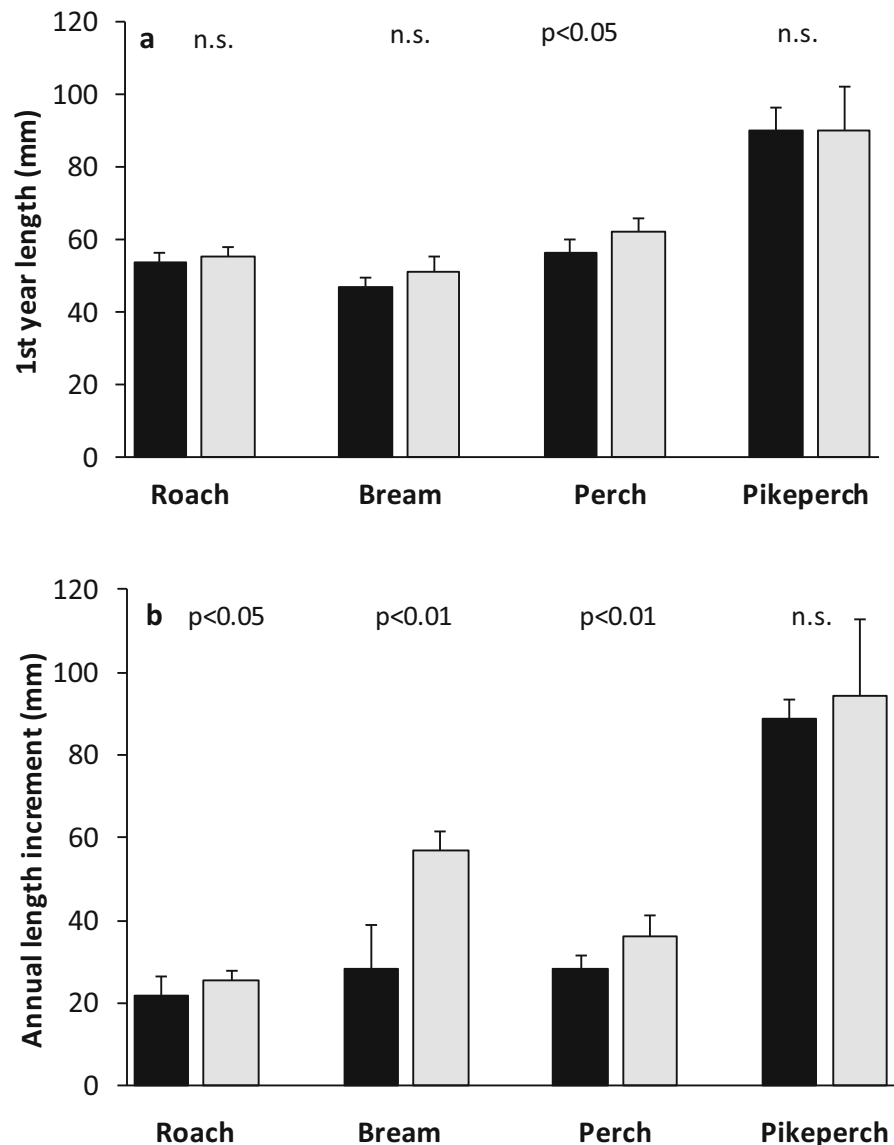 120
a
n.s.
n.s.
p<0.05
n.s.
100
80
60
40
20
0
1st year length (mm)
Roach
Bream
Perch
Pikeperch
120
b
p<0.05
p<0.01
p<0.01
n.s.
100
80
60
40
20
0
Annual length increment (mm)
Roach
Bream
Perch
Pikeperch